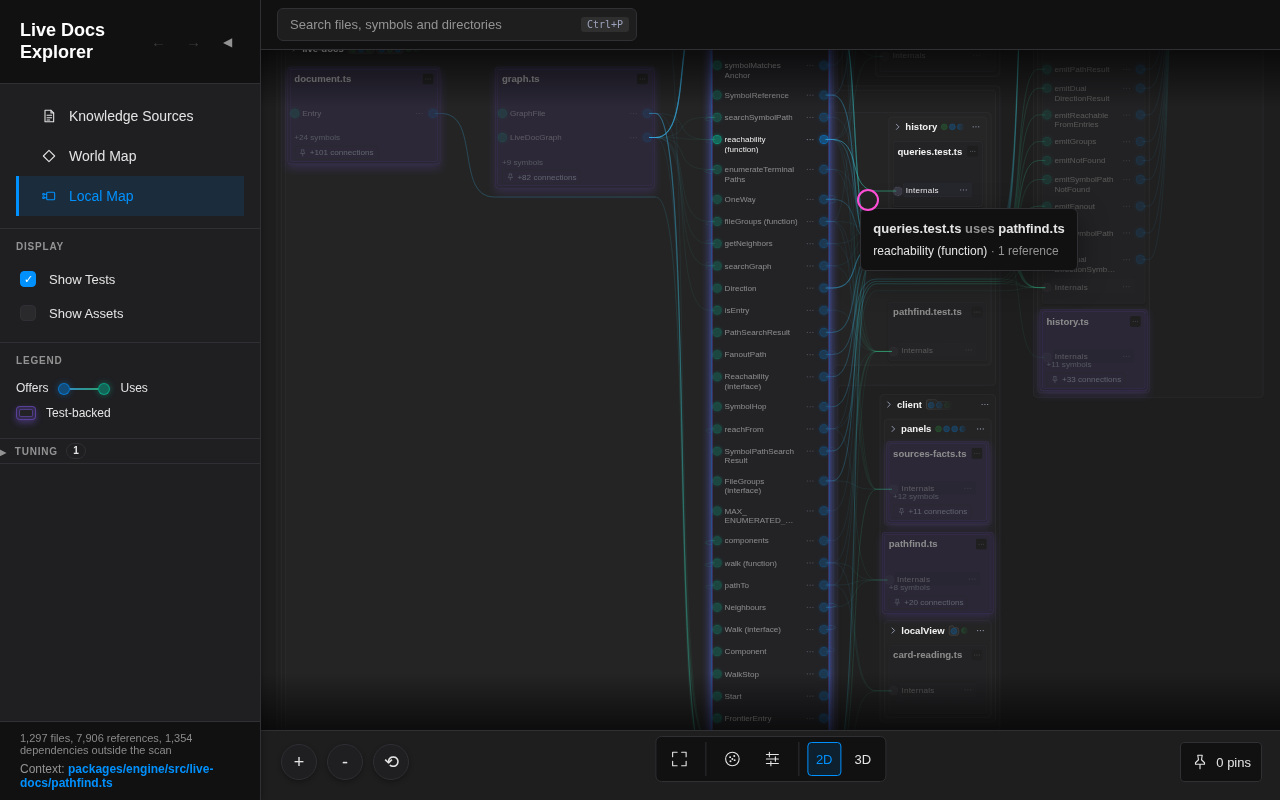 Live Docs
Explorer
Search files, symbols and directories
Ctrl+P
Knowledge Sources
World Map
Local Map
DISPLAY
Show Tests
Show Assets
LEGEND
Offers
Uses
Test-backed
TUNING
1
1,297 files, 7,906 references, 1,354
dependencies outside the scan
Context: packages/engine/src/live-
docs/pathfind.ts
document.ts
Entry
+24 symbols
+101 connections
graph.ts
GraphFile
LiveDocGraph
+9 symbols
+82 connections
symbolMatches
Anchor
SymbolReference
searchSymbolPath
reachability
(function)
enumerateTerminal
Paths
OneWay
fileGroups (function)
getNeighbors
searchGraph
Direction
isEntry
PathSearchResult
FanoutPath
Reachability
(interface)
SymbolHop
reachFrom
SymbolPathSearch
Result
FileGroups
(interface)
MAX_
ENUMERATED_...
components
walk (function)
pathTo
Neighbours
Walk (interface)
Component
WalkStop
Start
FrontierEntry
Internals
history
queries.test.ts
Internals
queries.test.ts uses pathfind.ts
reachability (function) · 1 reference
pathfind.test.ts
Internals
client
panels
sources-facts.ts
Internals
+12 symbols
+11 connections
pathfind.ts
Internals
+8 symbols
+20 connections
localView
card-reading.ts
Internals
emitPathResult
emitDual
DirectionResult
emitReachable
FromEntries
emitGroups
emitNotFound
emitSymbolPath
NotFound
emitFanout
Internals
history.ts
Internals
+11 symbols
+33 connections
+
-
2D
3D
0 pins